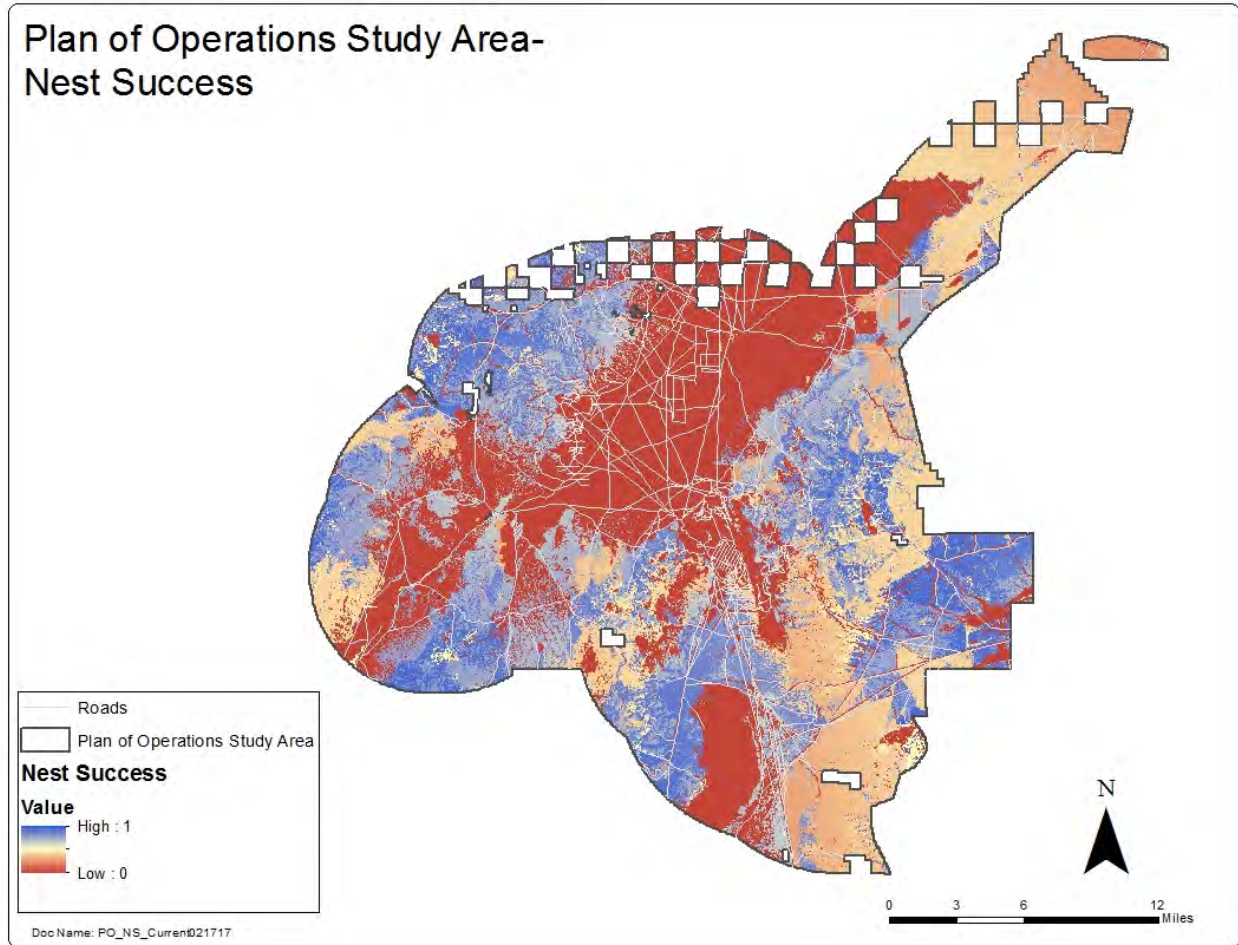 Plan of Operations Study Area-
Nest Success
Roads
Plan of Operations Study Area
Nest Success
Value
High : 1
Low : 0
Doc Name: PO_NS_Current021717
N
0 3 6 12
Miles